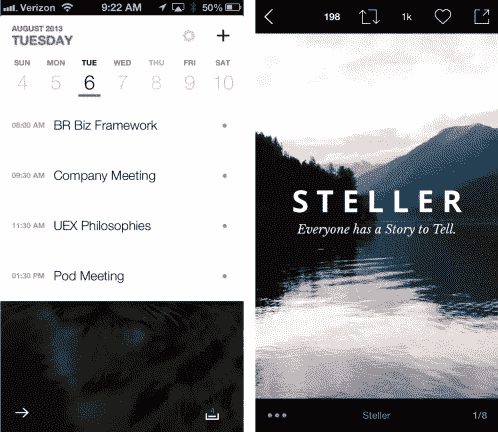 Verizon 9:22 AM 50%
AUGUST 2013
TUESDAY
SUN MON TUE WED THU FRI SAT
4 5 6 7 8 9 10
08:00 AM BR Biz Framework
09:30 AM Company Meeting
11:30 AM UEX Philosophies
01:30 PM Pod Meeting
198 1k
STELLER
Everyone has a Story to Tell.
Steller 1/8